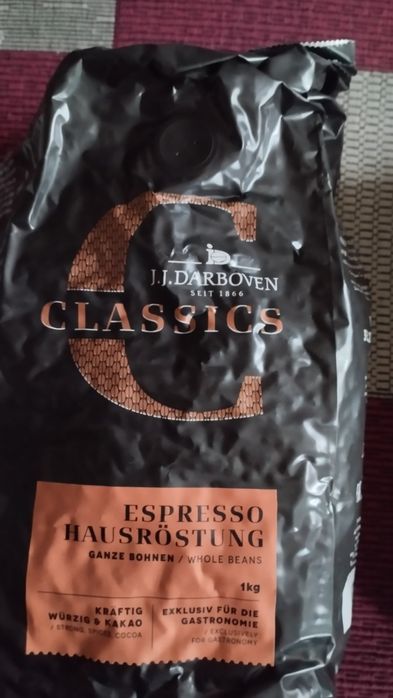 J.J.DARBOVEN
SEIT 1866
CLASSICS
ESPRESSO
HAUSRÖSTUNG
GANZE BOHNEN / WHOLE BEANS
1kg
KRÄFTIG
WÜRZIG & KAKAO
/ STRONG, SPICES, COCOA
EXKLUSIV FÜR DIE
GASTRONOMIE
/ EXCLUSIVELY
FOR GASTRONOMY